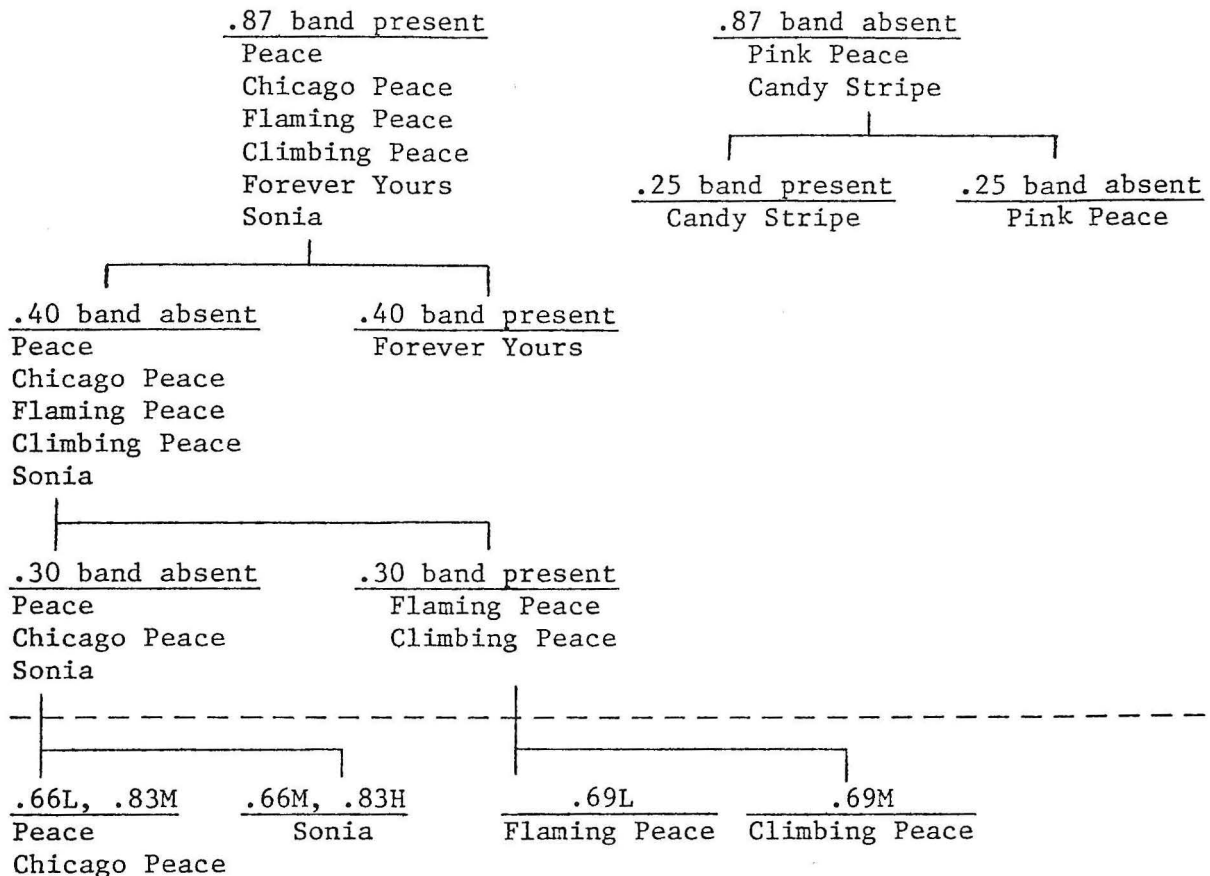 .87 band present
Peace
Chicago Peace
Flaming Peace
Climbing Peace
Forever Yours
Sonia
.87 band absent
Pink Peace
Candy Stripe
.25 band present
Candy Stripe
.25 band absent
Pink Peace
.40 band absent
Peace
Chicago Peace
Flaming Peace
Climbing Peace
Sonia
.40 band present
Forever Yours
.30 band absent
Peace
Chicago Peace
Sonia
.30 band present
Flaming Peace
Climbing Peace
.66L, .83M
Peace
Chicago Peace
.66M, .83H
Sonia
.69L
Flaming Peace
.69M
Climbing Peace